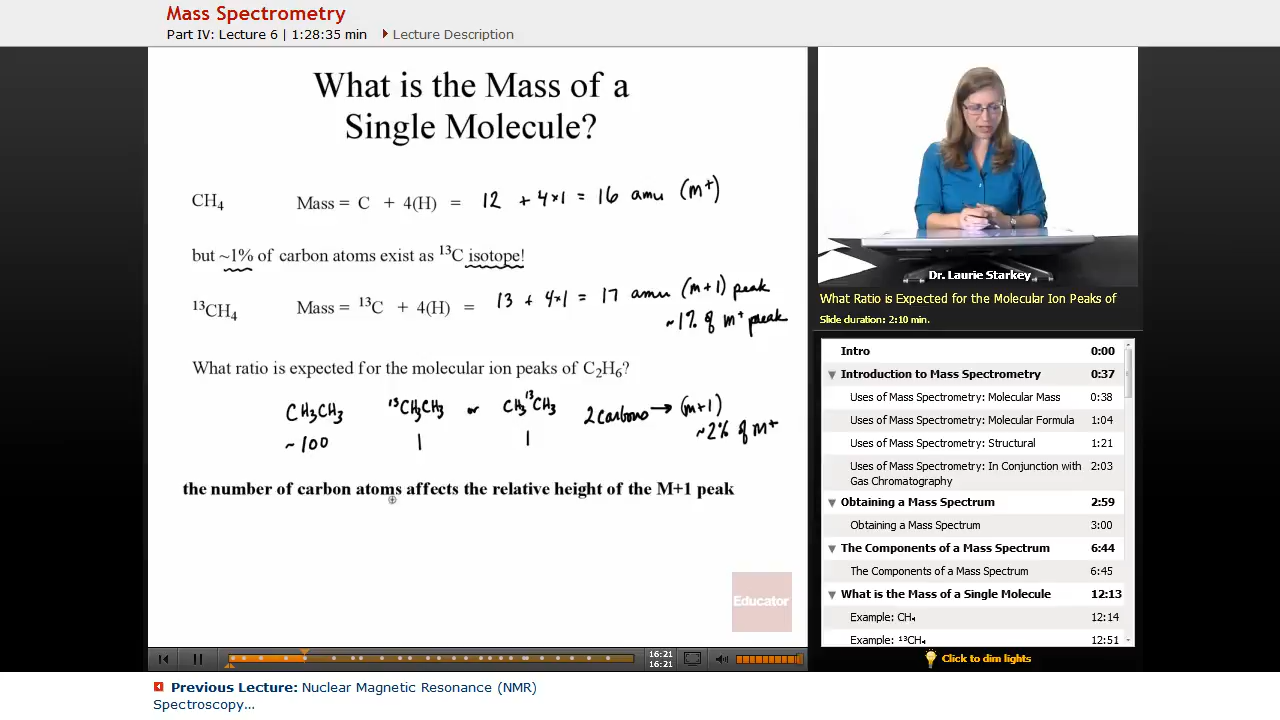 Mass Spectrometry
Part IV: Lecture 6 | 1:28:35 min Lecture Description
What is the Mass of a
Single Molecule?
CH₄ Mass = C + 4(H) = 12 + 4×1 = 16 amu (m⁺)
but ~1% of carbon atoms exist as ¹³C isotope!
¹³CH₄ Mass = ¹³C + 4(H) = 13 + 4×1 = 17 amu (m+1) peak
~1% of m⁺ peak
What ratio is expected for the molecular ion peaks of C₂H₆?
CH₃CH₃ ¹³CH₃CH₃ or CH₃¹³CH₃ 2 carbons → (m+1)
~100 1 1 ~2% of m⁺
the number of carbon atoms affects the relative height of the M+1 peak
Educator
Dr. Laurie Starkey
What Ratio is Expected for the Molecular Ion Peaks of
Slide duration: 2:10 min.
Intro 0:00
Introduction to Mass Spectrometry 0:37
Uses of Mass Spectrometry: Molecular Mass 0:38
Uses of Mass Spectrometry: Molecular Formula 1:04
Uses of Mass Spectrometry: Structural 1:21
Uses of Mass Spectrometry: In Conjunction with 2:03
Gas Chromatography
Obtaining a Mass Spectrum 2:59
Obtaining a Mass Spectrum 3:00
The Components of a Mass Spectrum 6:44
The Components of a Mass Spectrum 6:45
What is the Mass of a Single Molecule 12:13
Example: CH₄ 12:14
Example: ¹³CH₄ 12:51
16:21
16:21
Click to dim lights
Previous Lecture: Nuclear Magnetic Resonance (NMR)
Spectroscopy...